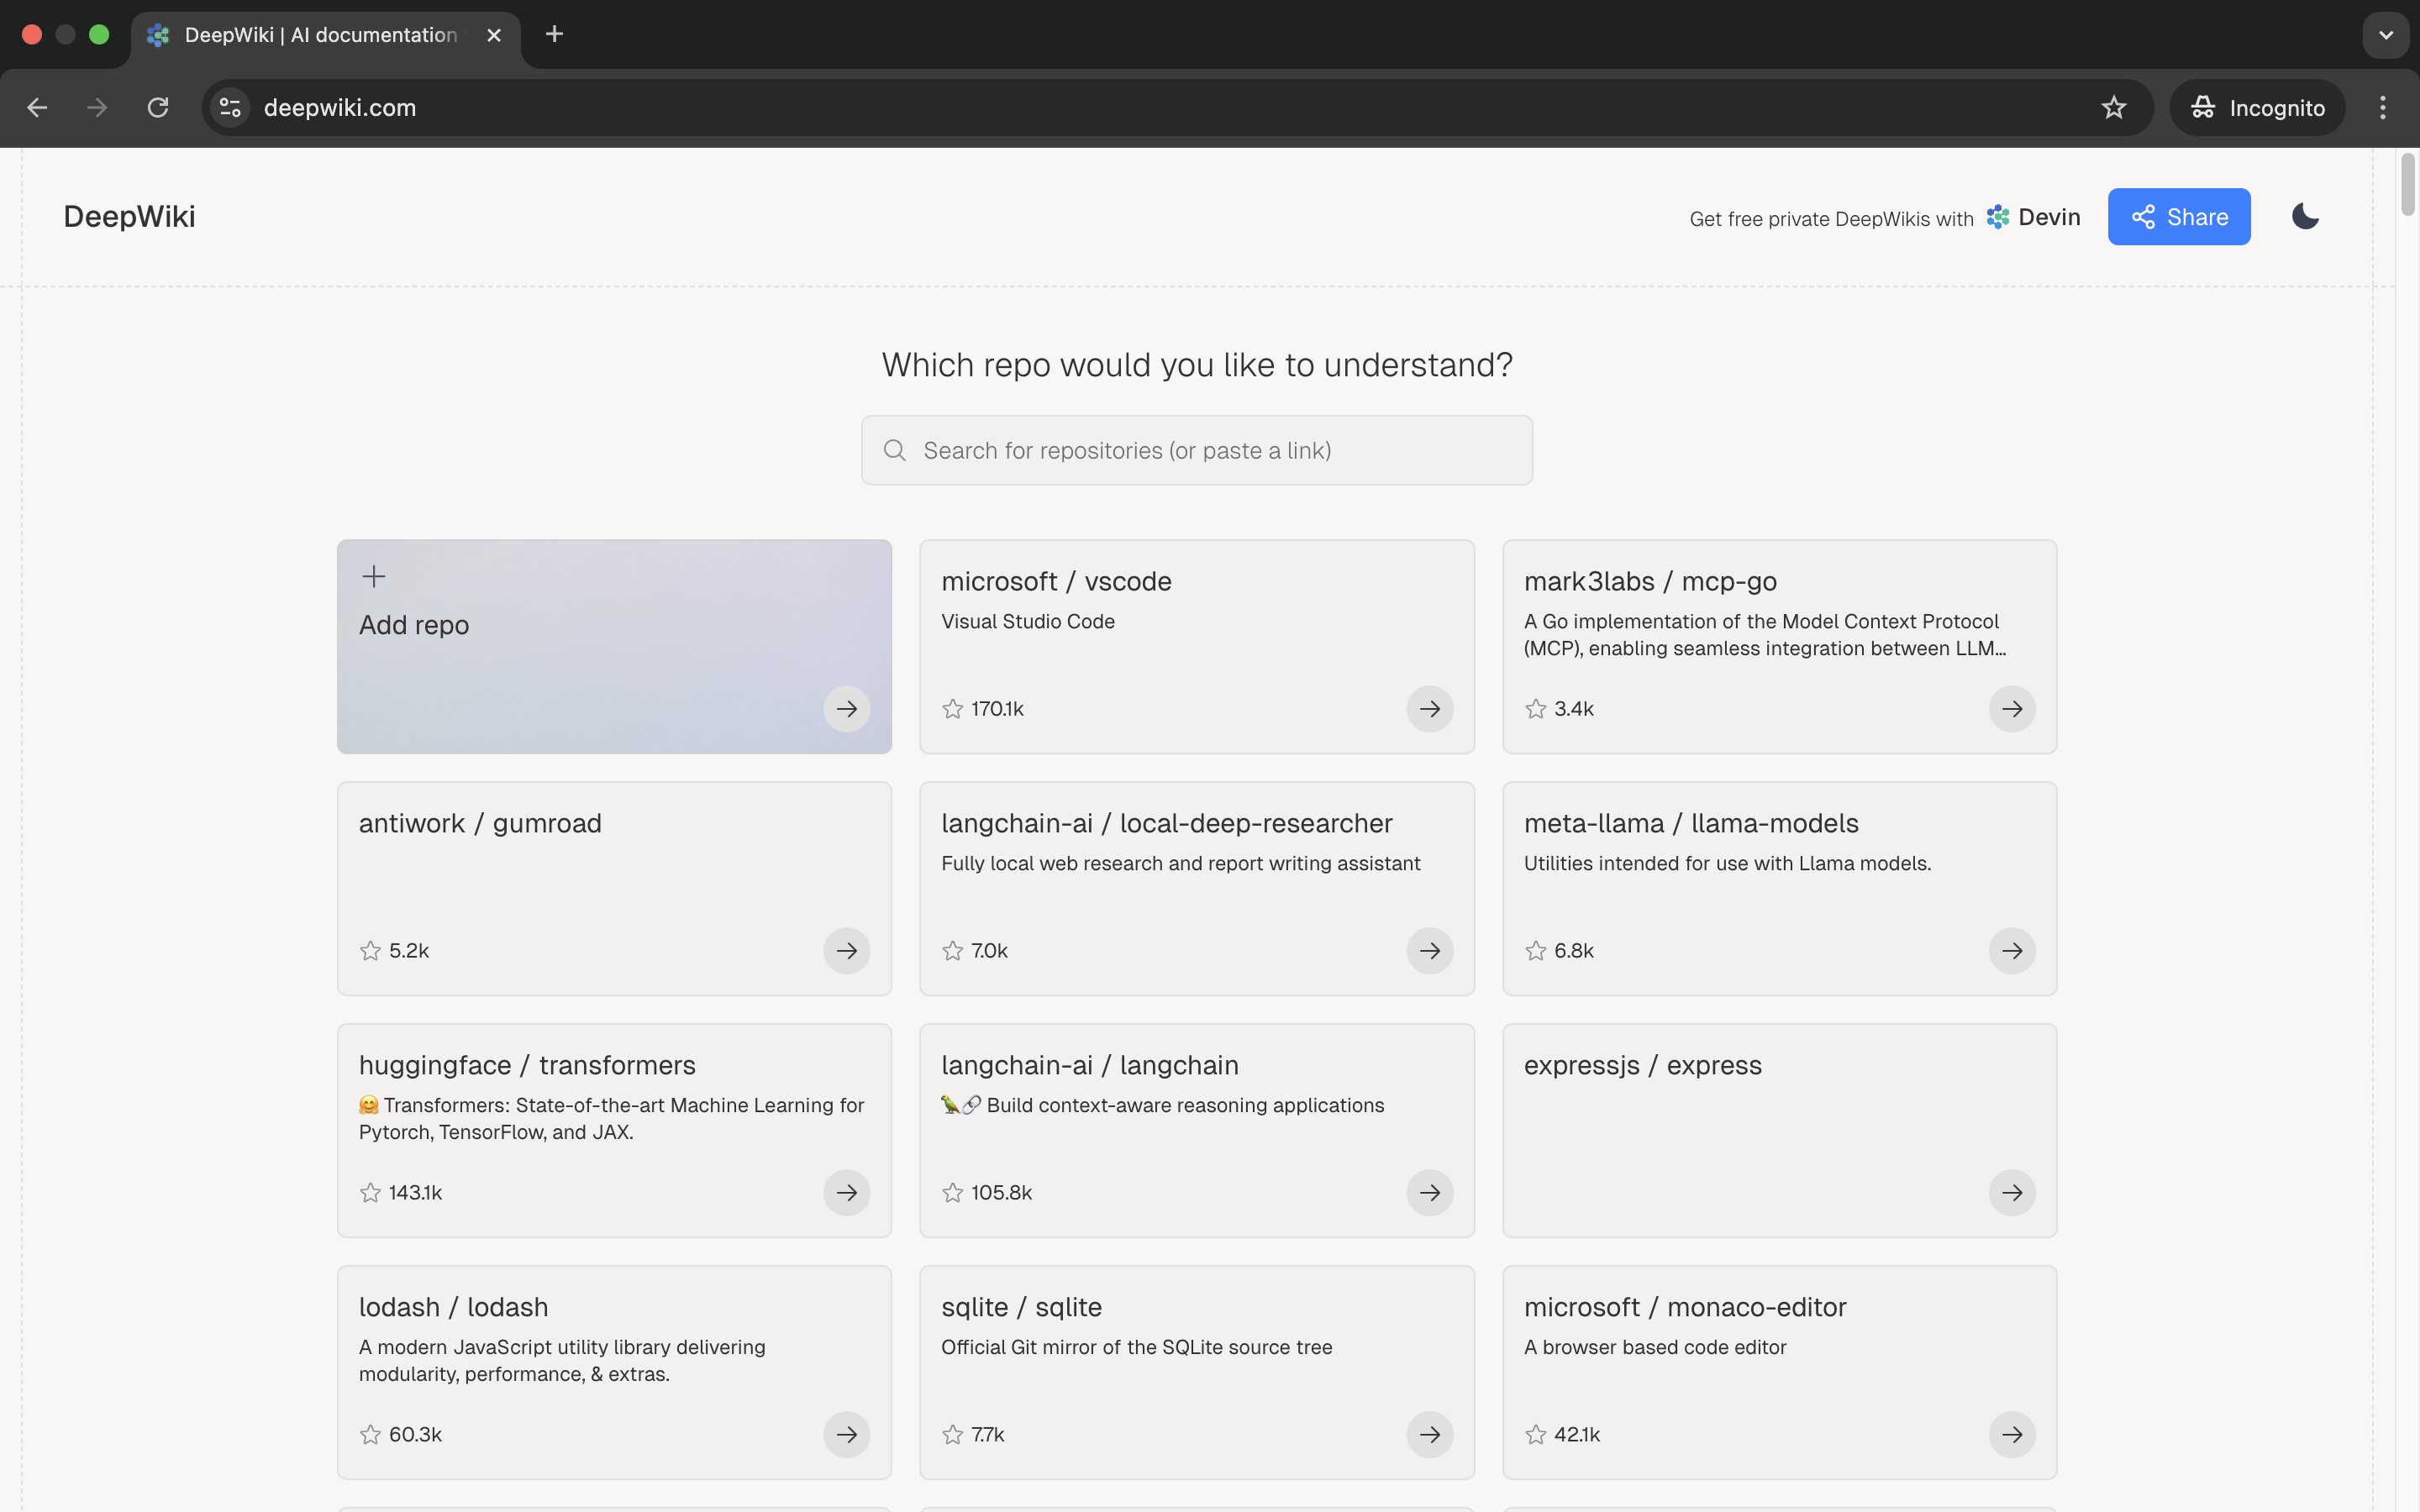 DeepWiki | AI documentation
deepwiki.com
Incognito
DeepWiki
Get free private DeepWikis with Devin
Share
Which repo would you like to understand?
Search for repositories (or paste a link)
Add repo
microsoft / vscode
Visual Studio Code
170.1k
mark3labs / mcp-go
A Go implementation of the Model Context Protocol
(MCP), enabling seamless integration between LLM...
3.4k
antiwork / gumroad
5.2k
langchain-ai / local-deep-researcher
Fully local web research and report writing assistant
7.0k
meta-llama / llama-models
Utilities intended for use with Llama models.
6.8k
huggingface / transformers
🤗 Transformers: State-of-the-art Machine Learning for
Pytorch, TensorFlow, and JAX.
143.1k
langchain-ai / langchain
🦜🔗 Build context-aware reasoning applications
105.8k
expressjs / express
lodash / lodash
A modern JavaScript utility library delivering
modularity, performance, & extras.
60.3k
sqlite / sqlite
Official Git mirror of the SQLite source tree
7.7k
microsoft / monaco-editor
A browser based code editor
42.1k